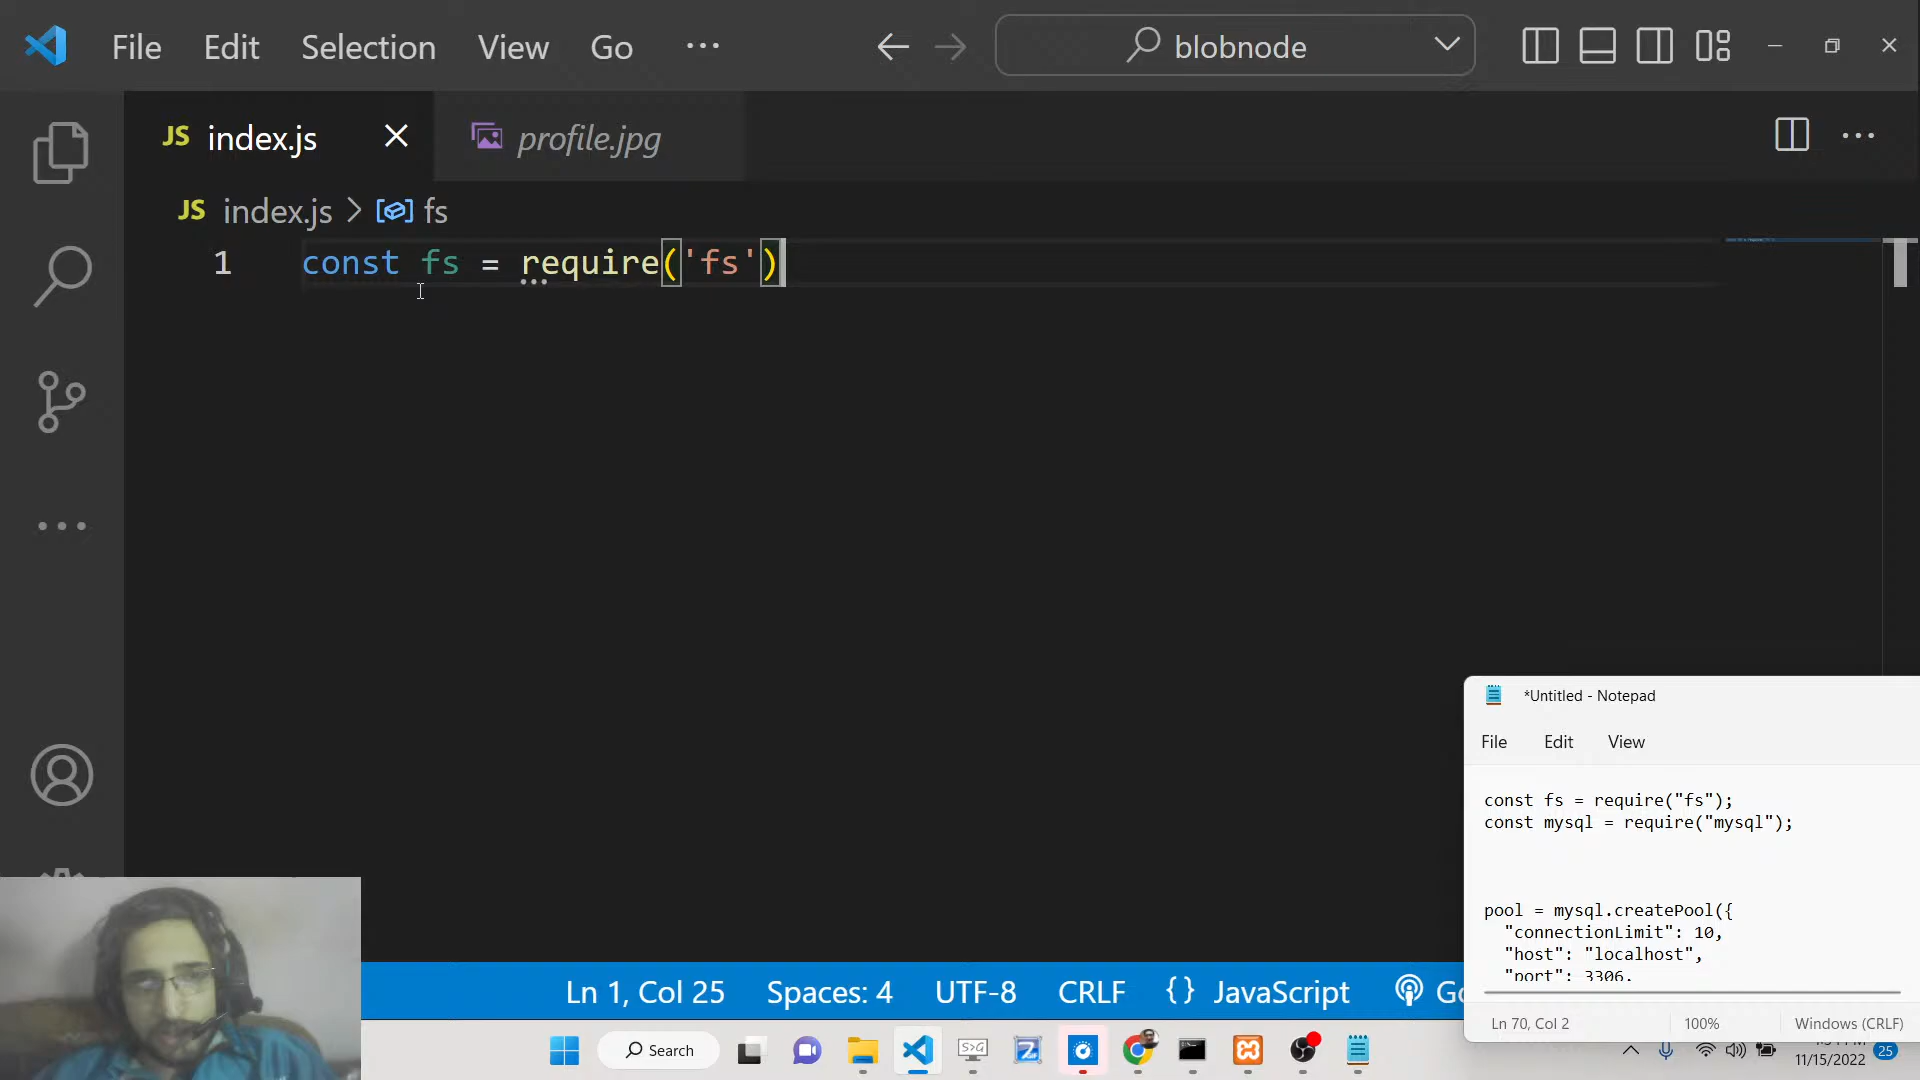 File Edit Selection View Go ··· blobnode
JS index.js profile.jpg
JS index.js > fs
1 const fs = require('fs')
*Untitled - Notepad
File Edit View
const fs = require("fs");
const mysql = require("mysql");
pool = mysql.createPool({
"connectionLimit": 10,
"host": "localhost",
"port": 3306,
Ln 70, Col 2 100% Windows (CRLF)
Ln 1, Col 25 Spaces: 4 UTF-8 CRLF {} JavaScript
Search
11/15/2022 25